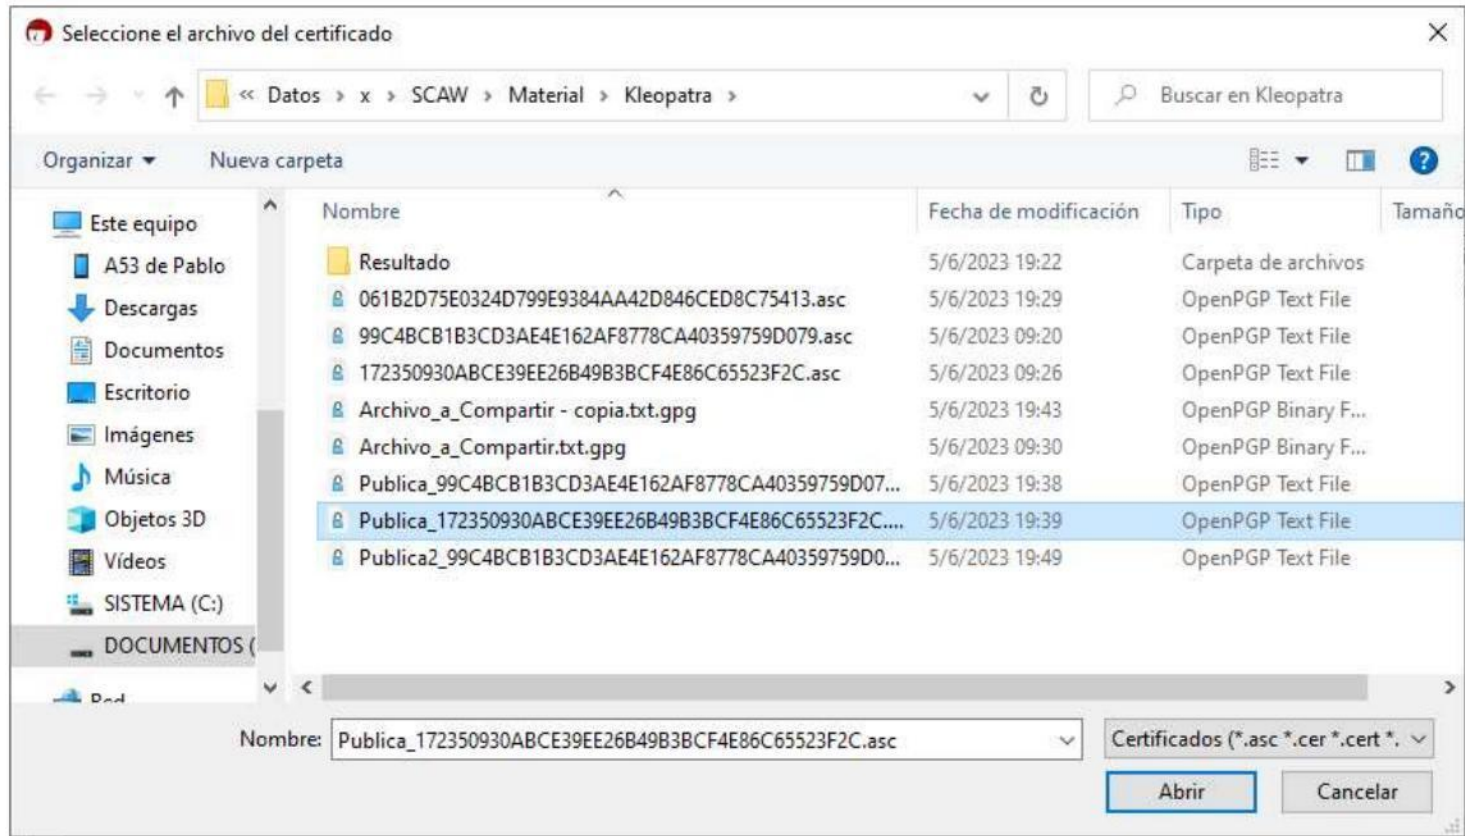 Seleccione el archivo del certificado
« Datos › x › SCAW › Material › Kleopatra ›
Buscar en Kleopatra
Organizar
Nueva carpeta
Nombre Fecha de modificación Tipo Tamaño
Este equipo
A53 de Pablo
Descargas
Documentos
Escritorio
Imágenes
Música
Objetos 3D
Vídeos
SISTEMA (C:)
DOCUMENTOS (
Red
Resultado 5/6/2023 19:22 Carpeta de archivos
061B2D75E0324D799E9384AA42D846CED8C75413.asc 5/6/2023 19:29 OpenPGP Text File
99C4BCB1B3CD3AE4E162AF8778CA40359759D079.asc 5/6/2023 09:20 OpenPGP Text File
172350930ABCE39EE26B49B3BCF4E86C65523F2C.asc 5/6/2023 09:26 OpenPGP Text File
Archivo_a_Compartir - copia.txt.gpg 5/6/2023 19:43 OpenPGP Binary F...
Archivo_a_Compartir.txt.gpg 5/6/2023 09:30 OpenPGP Binary F...
Publica_99C4BCB1B3CD3AE4E162AF8778CA40359759D07... 5/6/2023 19:38 OpenPGP Text File
Publica_172350930ABCE39EE26B49B3BCF4E86C65523F2C.... 5/6/2023 19:39 OpenPGP Text File
Publica2_99C4BCB1B3CD3AE4E162AF8778CA40359759D0... 5/6/2023 19:49 OpenPGP Text File
Nombre: Publica_172350930ABCE39EE26B49B3BCF4E86C65523F2C.asc
Certificados (*.asc *.cer *.cert *.
Abrir
Cancelar